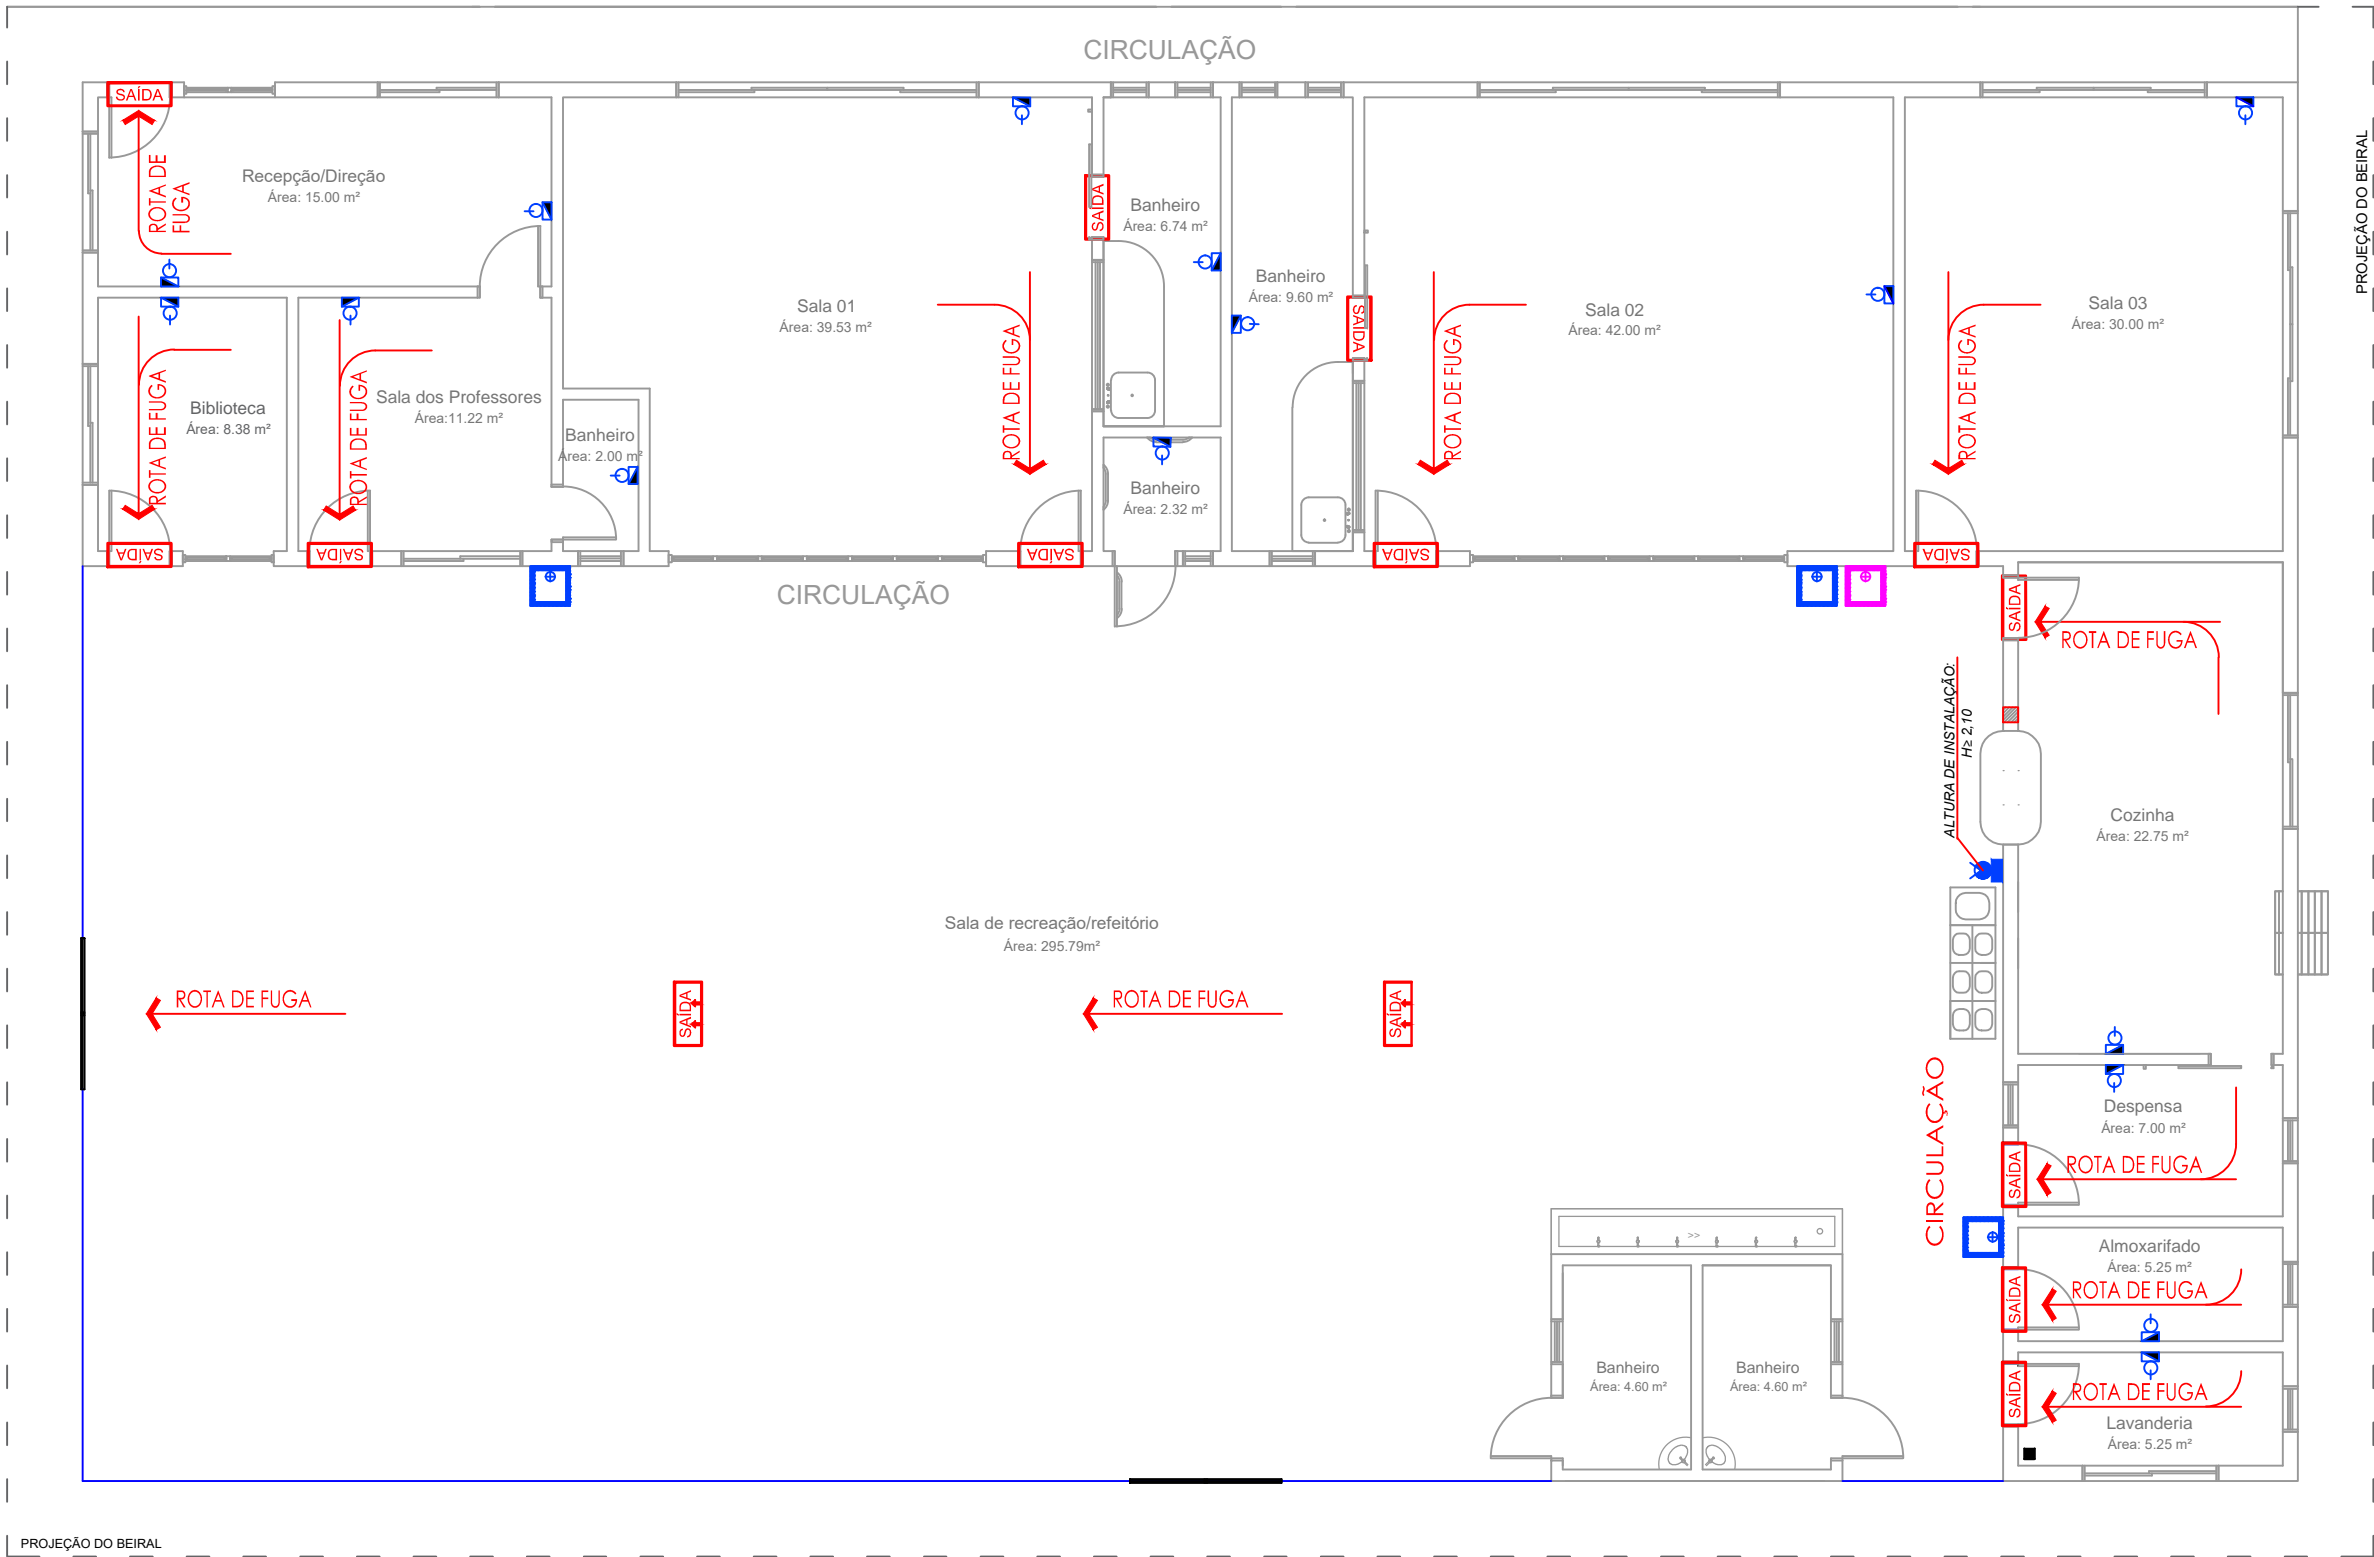 CIRCULAÇÃO
SAÍDA
ROTA DE
FUGA
Recepção/Direção
Área: 15.00 m²
SAÍDA
Banheiro
Área: 6.74 m²
Banheiro
Área: 9.60 m²
SAÍDA
PROJEÇÃO DO BEIRAL
Sala 01
Área: 39.53 m²
ROTA DE FUGA
Sala 02
Área: 42.00 m²
ROTA DE FUGA
Sala 03
Área: 30.00 m²
ROTA DE FUGA
Biblioteca
Área: 8.38 m²
ROTA DE FUGA
Sala dos Professores
Área:11.22 m²
ROTA DE FUGA
Banheiro
Área: 2.00 m²
Banheiro
Área: 2.32 m²
SAÍDA
SAÍDA
SAÍDA
SAÍDA
SAÍDA
CIRCULAÇÃO
SAÍDA
ROTA DE FUGA
ALTURA DE INSTALAÇÃO:
H≥ 2,10
Cozinha
Área: 22.75 m²
Sala de recreação/refeitório
Área: 295.79m²
ROTA DE FUGA
SAÍDA
ROTA DE FUGA
SAÍDA
CIRCULAÇÃO
Despensa
Área: 7.00 m²
SAÍDA
ROTA DE FUGA
>>
Almoxarifado
Área: 5.25 m²
SAÍDA
ROTA DE FUGA
Banheiro
Área: 4.60 m²
Banheiro
Área: 4.60 m²
SAÍDA
ROTA DE FUGA
Lavanderia
Área: 5.25 m²
PROJEÇÃO DO BEIRAL